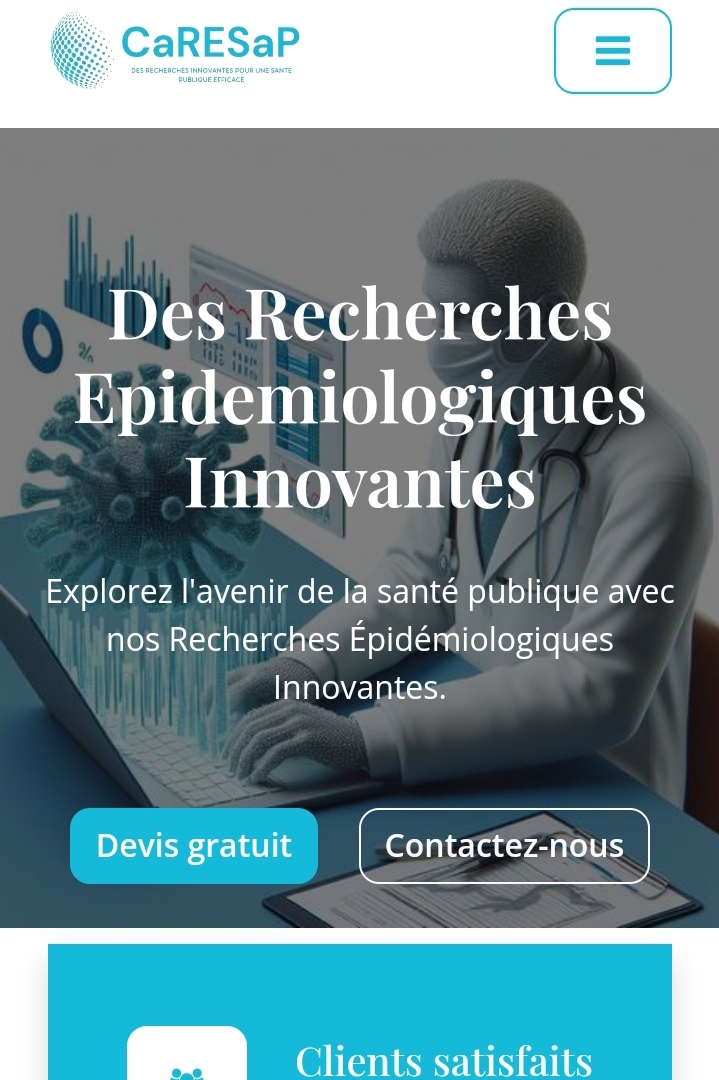 CaRESaP
DES RECHERCHES INNOVANTES POUR UNE SANTÉ
PUBLIQUE EFFICACE
%
Des Recherches
Epidemiologiques
Innovantes
Explorez l'avenir de la santé publique avec
nos Recherches Épidémiologiques
Innovantes.
Devis gratuit
Contactez-nous
Clients satisfaits